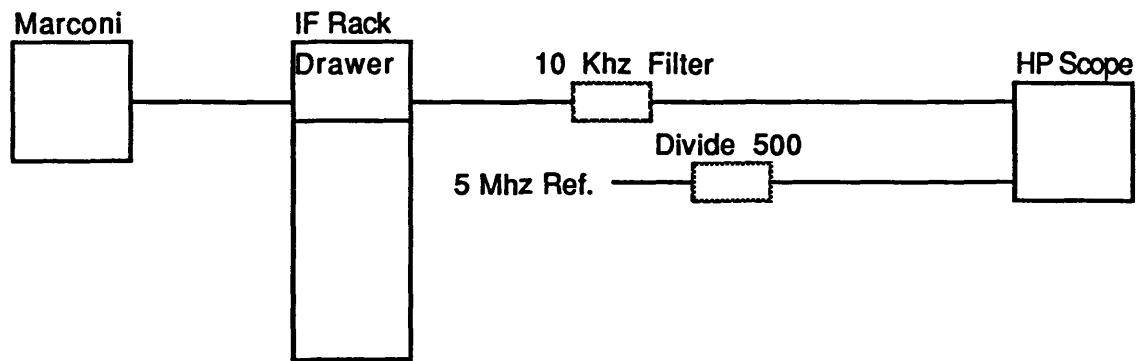 Marconi
IF Rack
Drawer
10 Khz Filter
HP Scope
Divide 500
5 Mhz Ref.